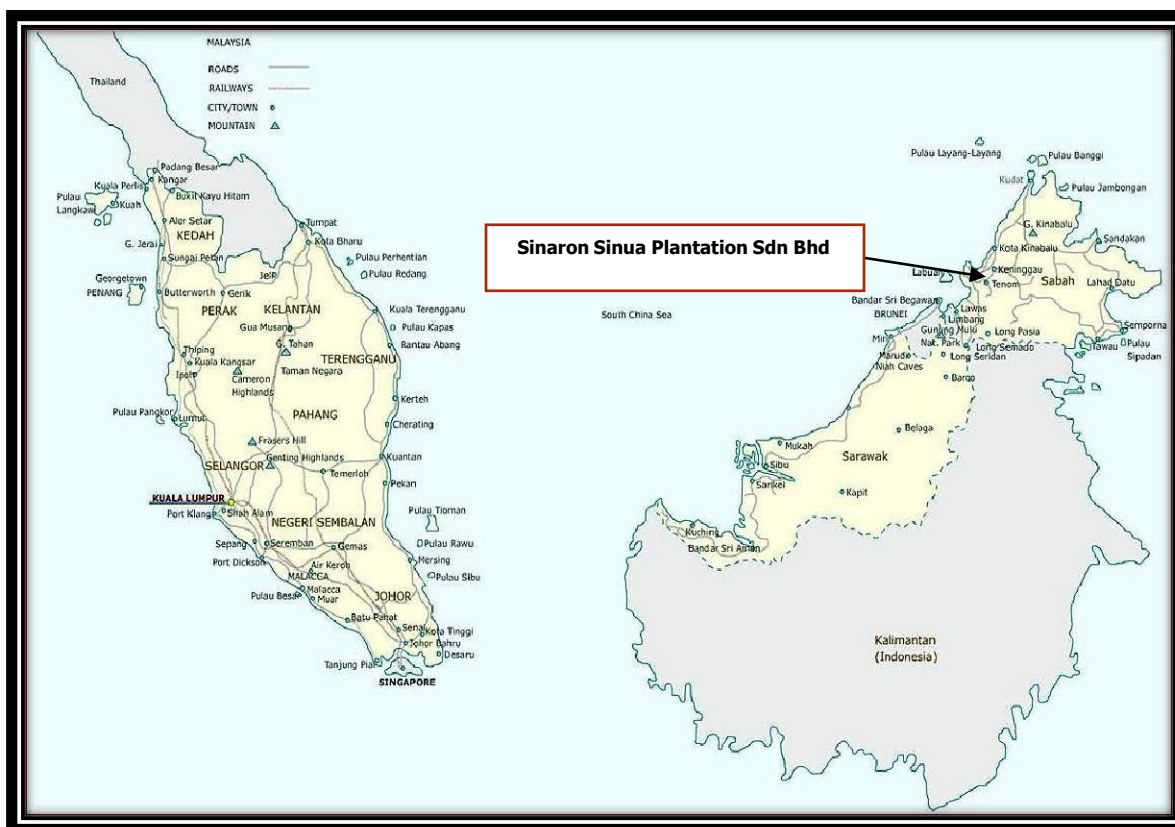 MALAYSIA
ROADS
RAILWAYS
CITY/TOWN
MOUNTAIN
Thailand
Padang Besar
Kangar
Kuala Perlis
Bukit Kayu Hitam
Pulau
Langkawi
Kuah
Alor Setar
KEDAH
G. Jerai
Sungai Petan
Georgetown
PENANG
Butterworth
Gerik
Jeli
Tumpat
Kota Bharu
Pulau Perhentian
Pulau Redang
PERAK
KELANTAN
Gua Musang
G. Tahan
Taman Negara
Kuala Terengganu
Pulau Kapas
Rantau Abang
TERENGGANU
Thiping
Kuala Kangsar
Ipoh
Cameron
Highlands
Pulau Pangkor
Lumut
PAHANG
Kerteh
Cherating
Frasers Hill
Genting Highlands
SELANGOR
Temerloh
Kuantan
Pekan
KUALA LUMPUR
Shah Alam
Port Klang
NEGERI SEMBALAN
Pulau Tioman
Sepang
Seremban
Gemas
Pulau Rawu
Port Dickson
Air Keroh
Mersing
MALACCA
Malacca
Pulau Sibu
Pulau Besar
Muar
JOHOR
Batu Pahat
Senai
Kota Tinggi
Johor Bahru
Desaru
Tanjung Piai
SINGAPORE
Sinaron Sinua Plantation Sdn Bhd
South China Sea
Pulau Layang-Layang
Pulau Banggi
Kudat
Pulau Jambongan
G. Kinabalu
Kota Kinabalu
Sandakan
Labuan
Keninggau
Tenom
Sabah
Lahad Datu
Bandar Sri Begawan
BRUNEI
Lawas
Limbang
Gunung Mulu
Nat. Park
Long Pasia
Semporna
Miri
Long Semado
Tawau
Pulau
Sipadan
Marudi
Niah Caves
Long Seridan
Bareo
Mukah
Belaga
Sibu
Sarawak
Sarikei
Kapit
Kuching
Bandar Sri Aman
Kalimantan
(Indonesia)